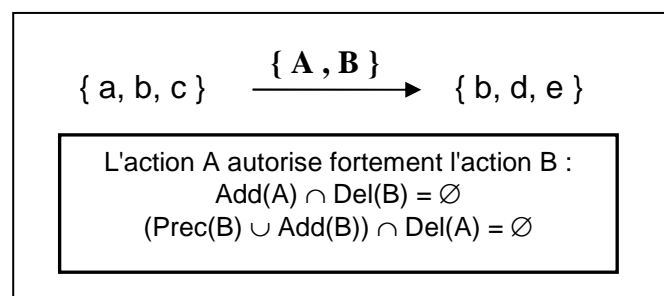 { A , B }
{ a, b, c } { b, d, e }
L'action A autorise fortement l'action B :
Add(A) ∩ Del(B) = ∅
(Prec(B) ∪ Add(B)) ∩ Del(A) = ∅